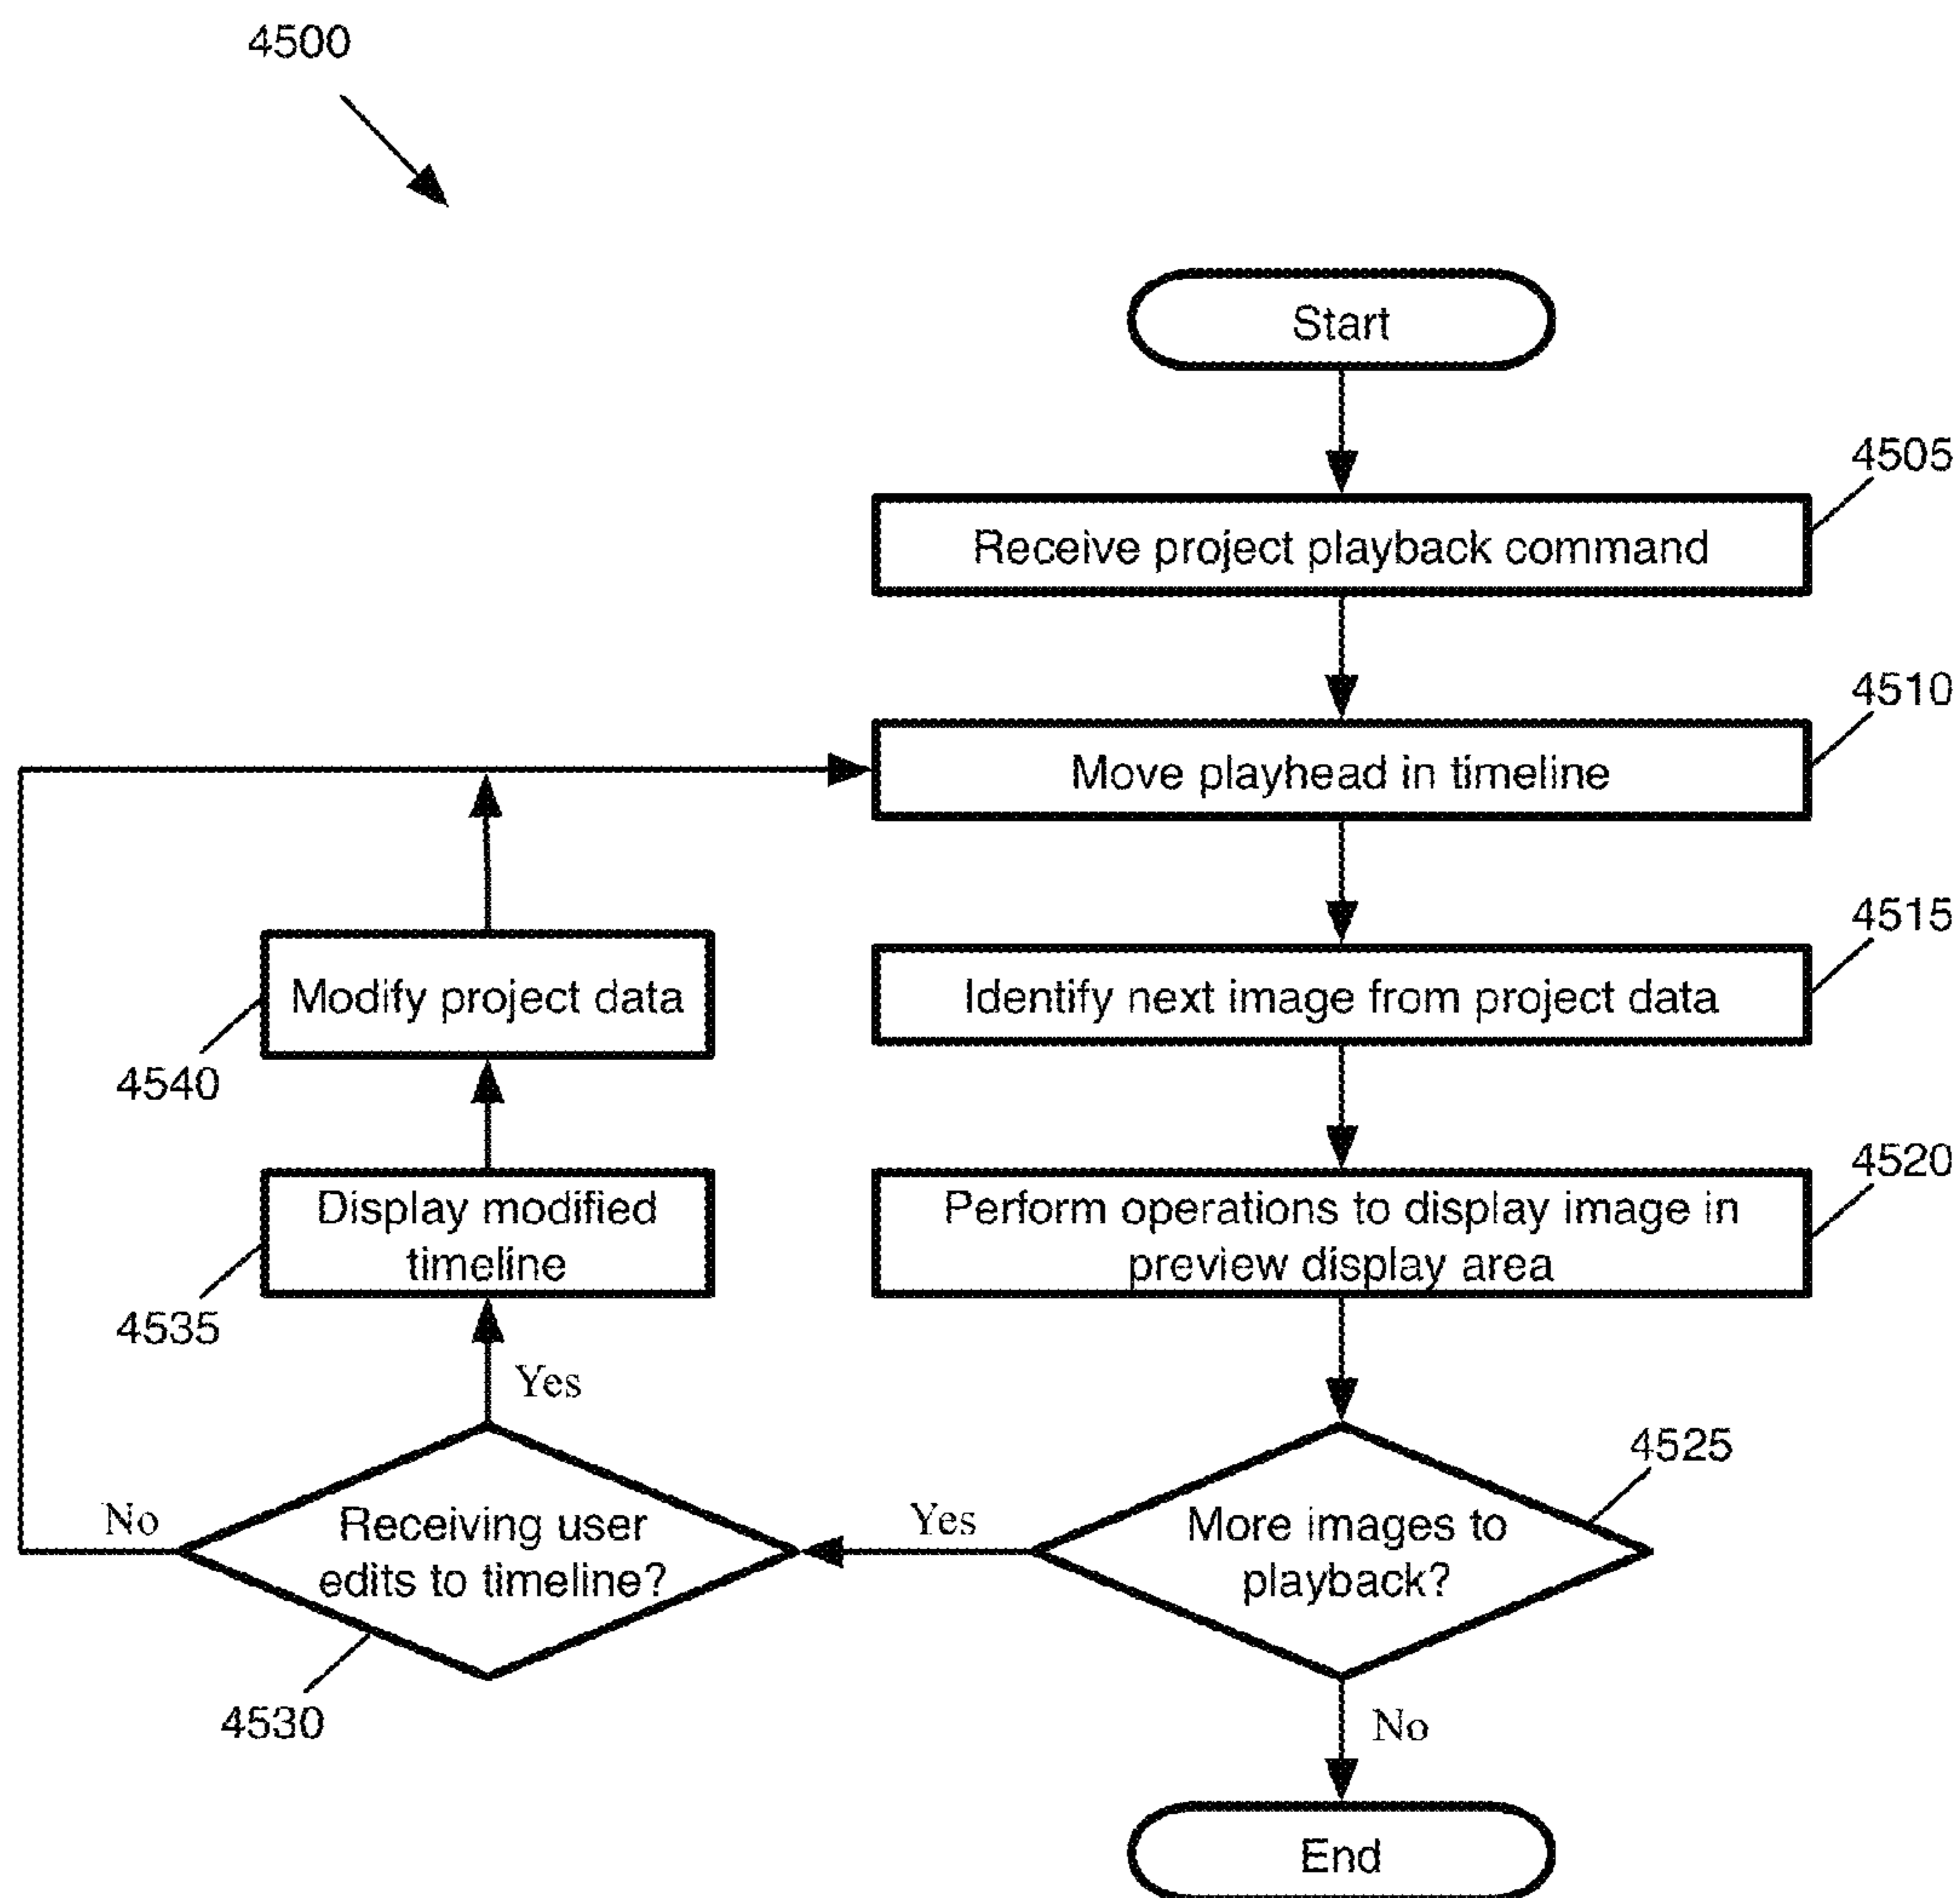 4500
Start
4505
Receive project playback command
4510
Move playhead in timeline
4515
Identify next image from project data
Modify project data
4540
4520
Perform operations to display image in
preview display area
Display modified
timeline
4535
Yes
4525
No
Receiving user
edits to timeline?
Yes
More images to
playback?
4530
No
End